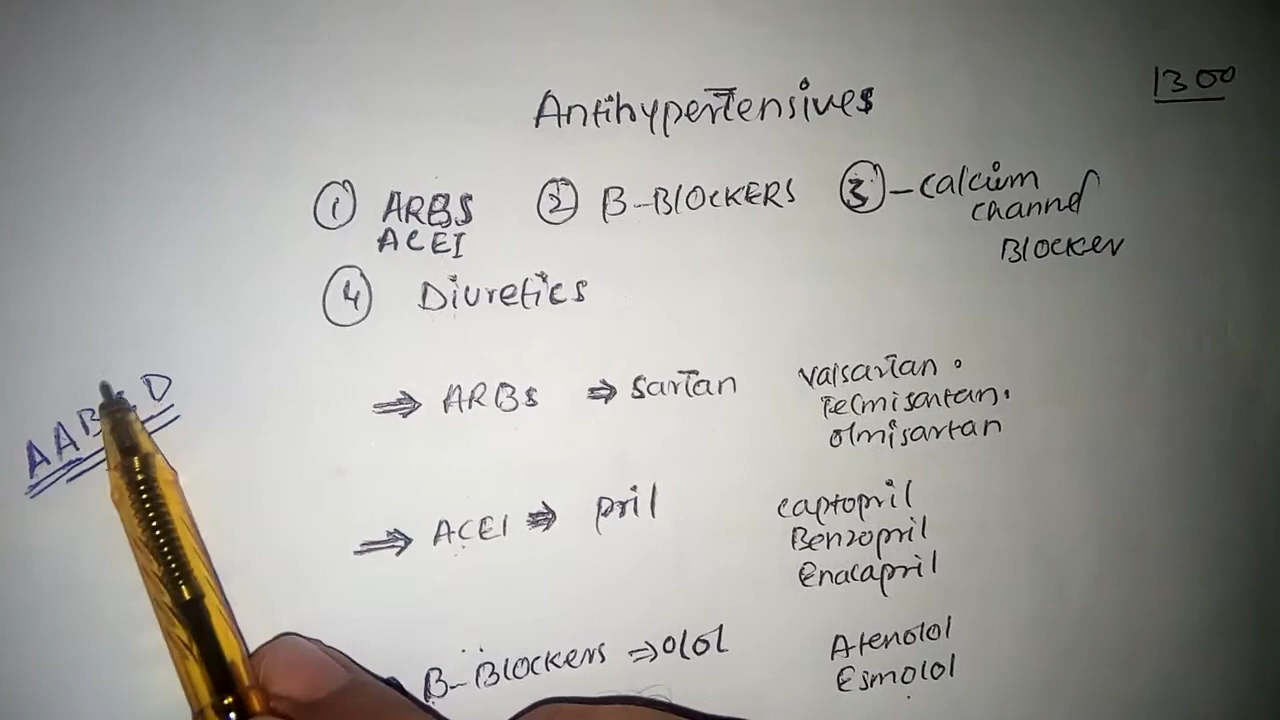 1300
Antihypertensives
① ARBS ② B-BLOCKERS ③ - calcium
ACEI channel
Blocker
④ Diuretics
⇒ ARBs ⇒ sartan valsartan.
Telmisartan.
olmisartan
AAB D
⇒ ACEI ⇒ pril captopril
Benzopril
Enacapril
B-Blockers ⇒ olol Atenolol
Esmolol